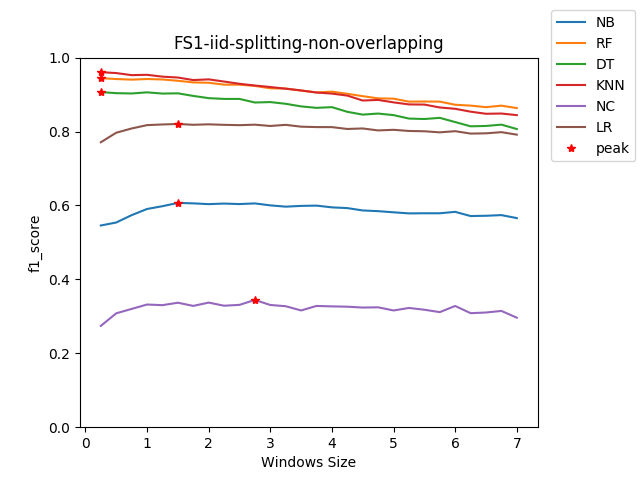 FS1-iid-splitting-non-overlapping
NB
RF
DT
KNN
NC
LR
peak
1.0
0.8
0.6
0.4
0.2
0.0
f1_score
0 1 2 3 4 5 6 7
Windows Size